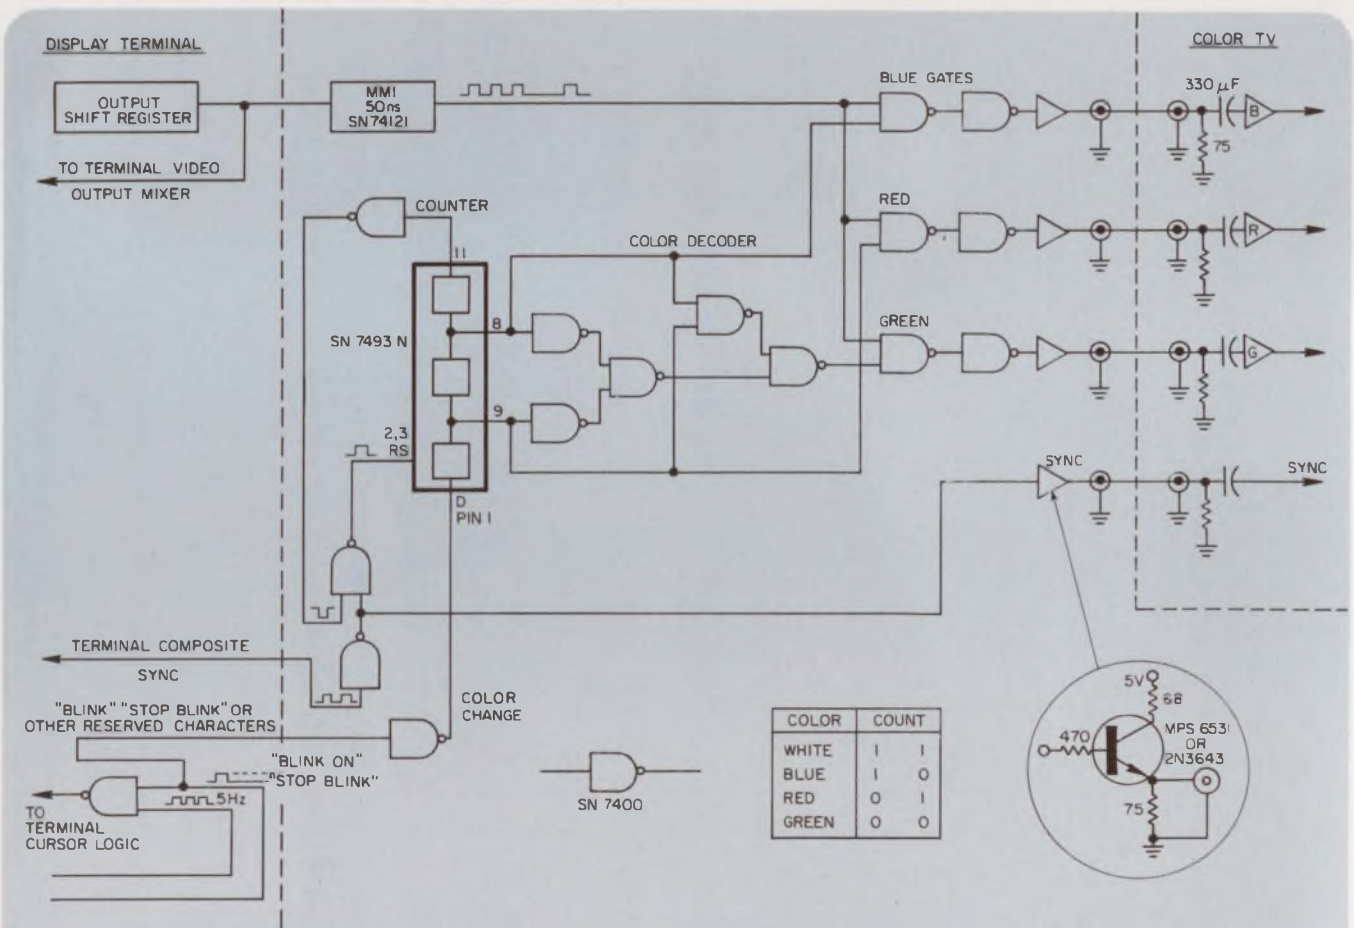 DISPLAY TERMINAL
COLOR TV
OUTPUT
SHIFT REGISTER
MMI
50ns
SN74121
BLUE GATES
330 µF
B
75
TO TERMINAL VIDEO
OUTPUT MIXER
COUNTER
RED
R
COLOR DECODER
11
SN 7493 N
8
GREEN
G
9
2,3
RS
SYNC
SYNC
D
PIN 1
TERMINAL COMPOSITE
SYNC
"BLINK" "STOP BLINK" OR
OTHER RESERVED CHARACTERS
COLOR
CHANGE
"BLINK ON"
"STOP BLINK"
5Hz
TO
TERMINAL
CURSOR LOGIC
SN 7400
COLOR COUNT
WHITE 1 1
BLUE 1 0
RED 0 1
GREEN 0 0
5V
68
470
MPS 6531
OR
2N3643
75